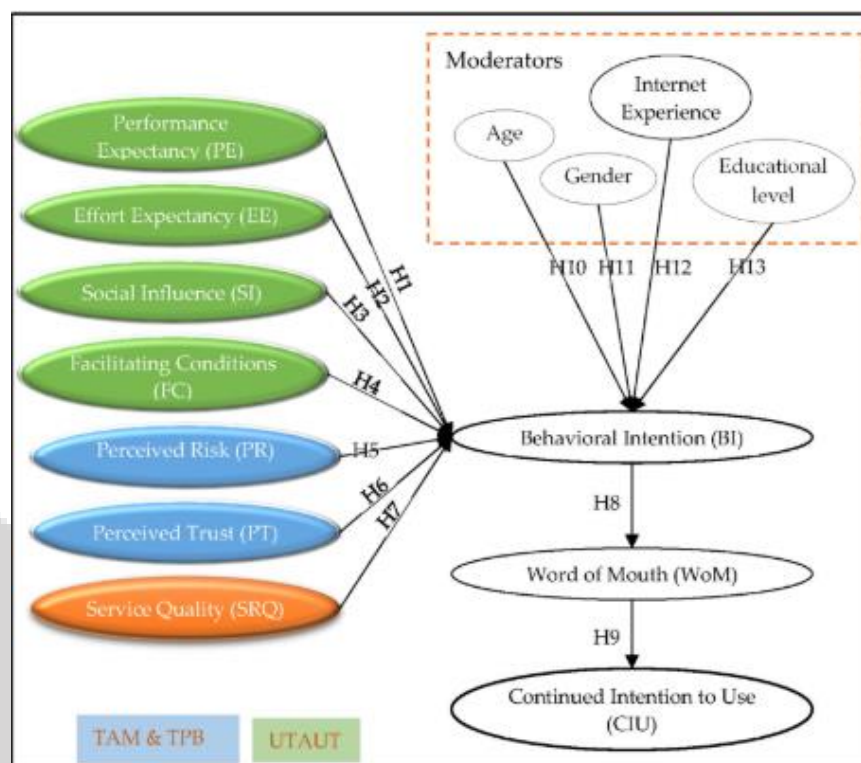 Performance
Expectancy (PE)
Effort Expectancy (EE)
Social Influence (SI)
Facilitating Conditions
(FC)
Perceived Risk (PR)
Perceived Trust (PT)
Service Quality (SRQ)
H1
H2
H3
H4
H5
H6
H7
Moderators
Internet
Experience
Age
Gender
Educational
level
H10
H11
H12
H13
Behavioral Intention (BI)
H8
Word of Mouth (WoM)
H9
Continued Intention to Use
(CIU)
TAM & TPB
UTAUT